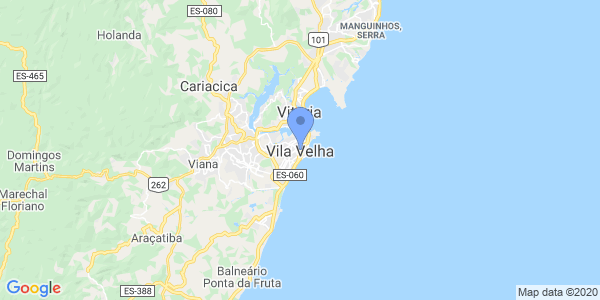 ES-080
MANGUINHOS,
SERRA
Holanda
101
ES-465
Cariacica
Vitória
Vila Velha
Domingos
Martins
Viana
ES-060
262
Marechal
Floriano
Araçatiba
Balneário
Ponta da Fruta
ES-388
Google
Map data ©2020